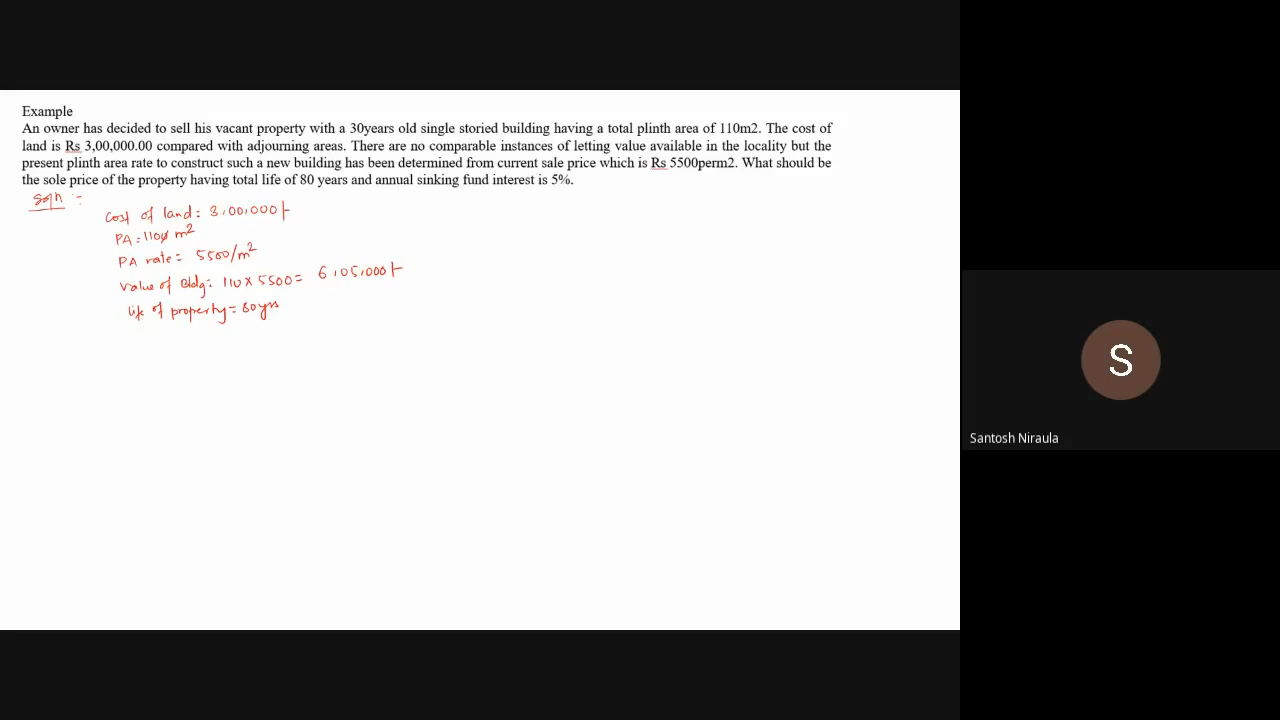 Example
An owner has decided to sell his vacant property with a 30years old single storied building having a total plinth area of 110m2. The cost of
land is Rs 3,00,000.00 compared with adjourning areas. There are no comparable instances of letting value available in the locality but the
present plinth area rate to construct such a new building has been determined from current sale price which is Rs 5500perm2. What should be
the sole price of the property having total life of 80 years and annual sinking fund interest is 5%.
Sqn :-
Cost of land: 3,00,000/-
PA = 110 m2
PA rate = 5500/m2
Value of Bldg: 110 x 5500 = 6,05,000/-
life of property = 80 yrs
S
Santosh Niraula